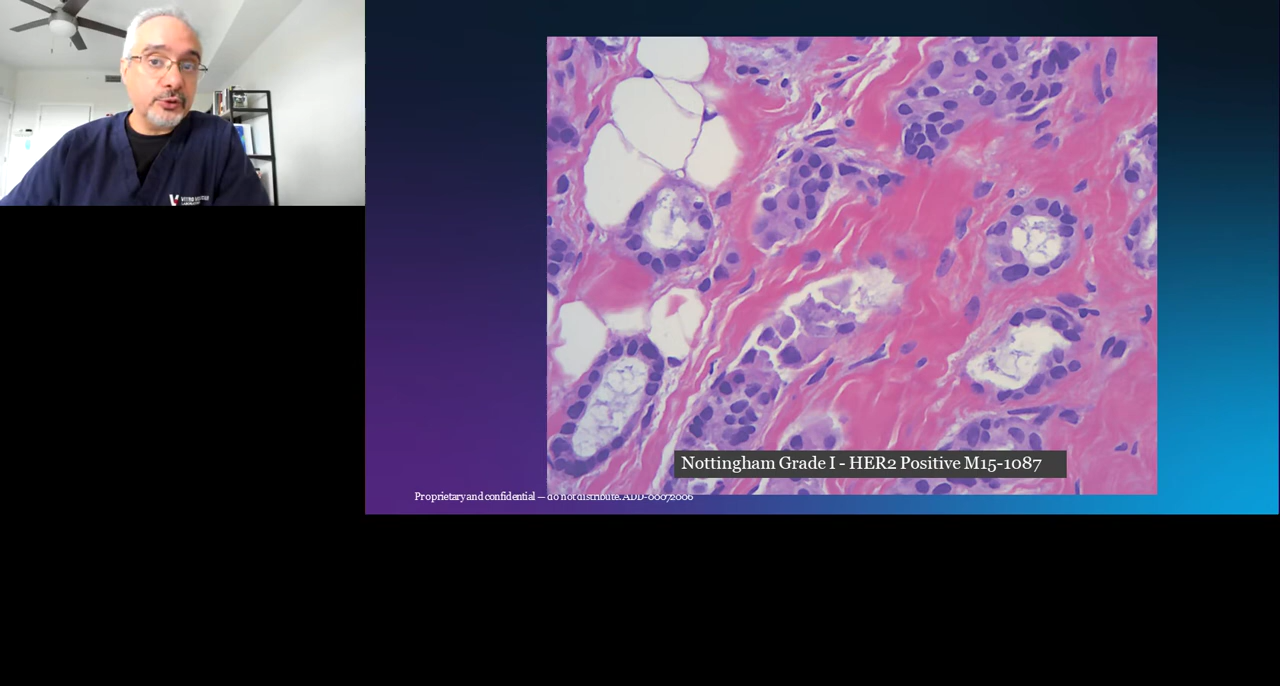 Nottingham Grade I - HER2 Positive M15-1087
Proprietary and confidential — do not distribute. ADD-00072006